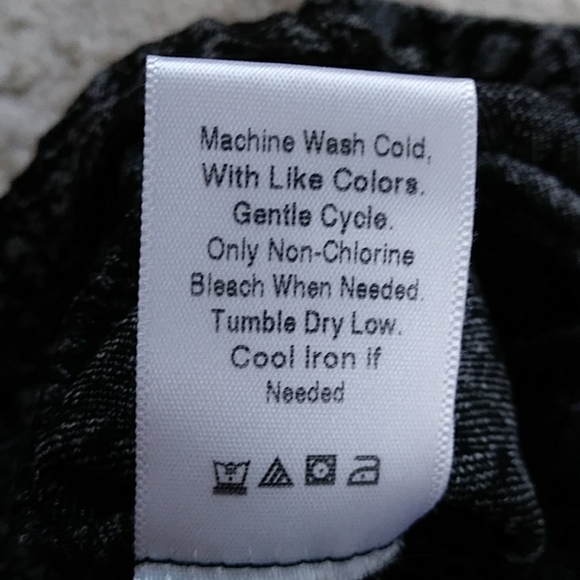 Machine Wash Cold,
With Like Colors.
Gentle Cycle.
Only Non-Chlorine
Bleach When Needed.
Tumble Dry Low.
Cool Iron if
Needed